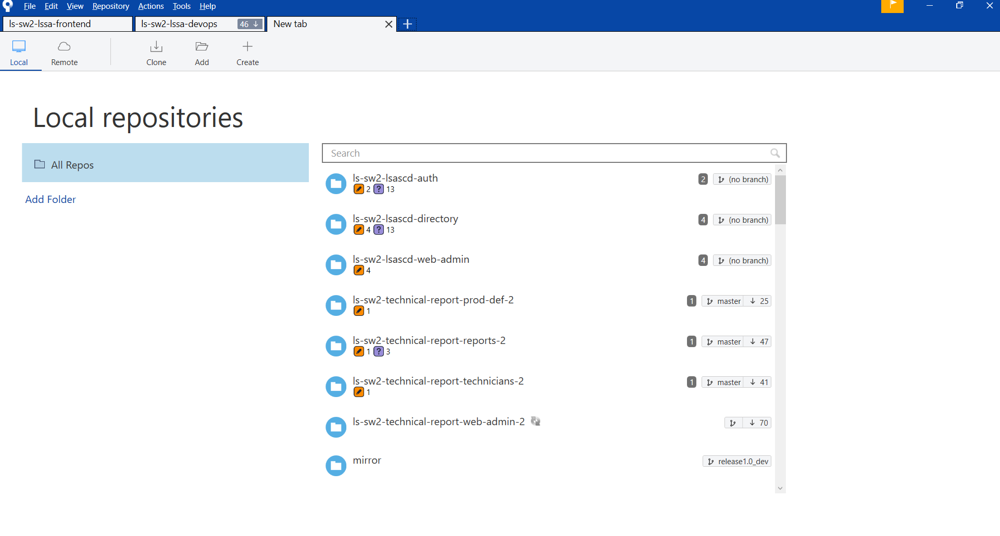 File Edit View Repository Actions Tools Help
ls-sw2-lssa-frontend ls-sw2-lssa-devops 46 ↓ New tab
Local Remote Clone Add Create
Local repositories
All Repos
Add Folder
Search
ls-sw2-lsascd-auth 2 (no branch)
2 ? 13
ls-sw2-lsascd-directory 4 (no branch)
4 ? 13
ls-sw2-lsascd-web-admin 4 (no branch)
4
ls-sw2-technical-report-prod-def-2 1 master ↓ 25
1
ls-sw2-technical-report-reports-2 1 master ↓ 47
1 ? 3
ls-sw2-technical-report-technicians-2 1 master ↓ 41
1
ls-sw2-technical-report-web-admin-2 ↓ 70
mirror release1.0_dev